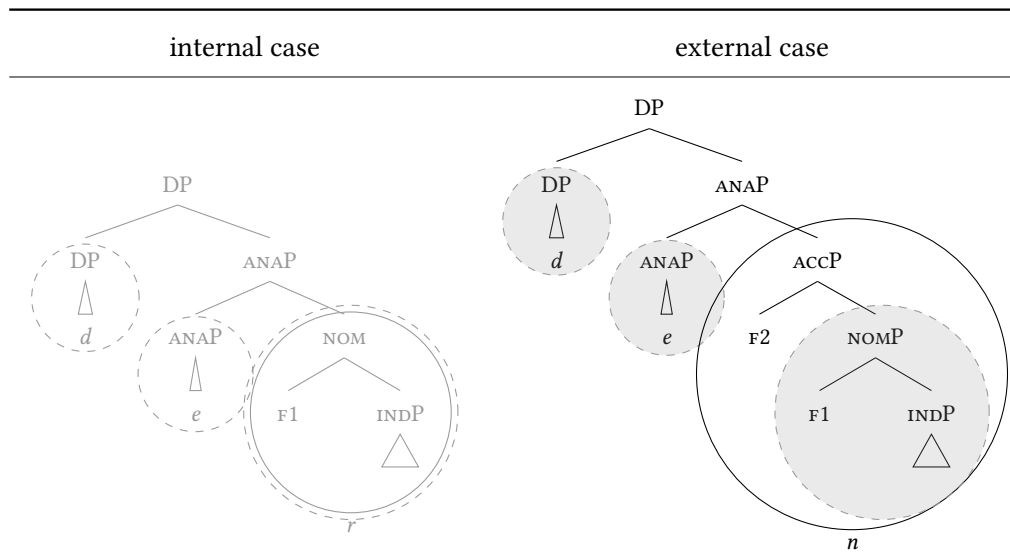 internal case external case
DP
DP DP ANAP
DP ANAP d ANAP ACCP
d ANAP NOM e F2 NOMP
e F1 INDP F1 INDP
r
n